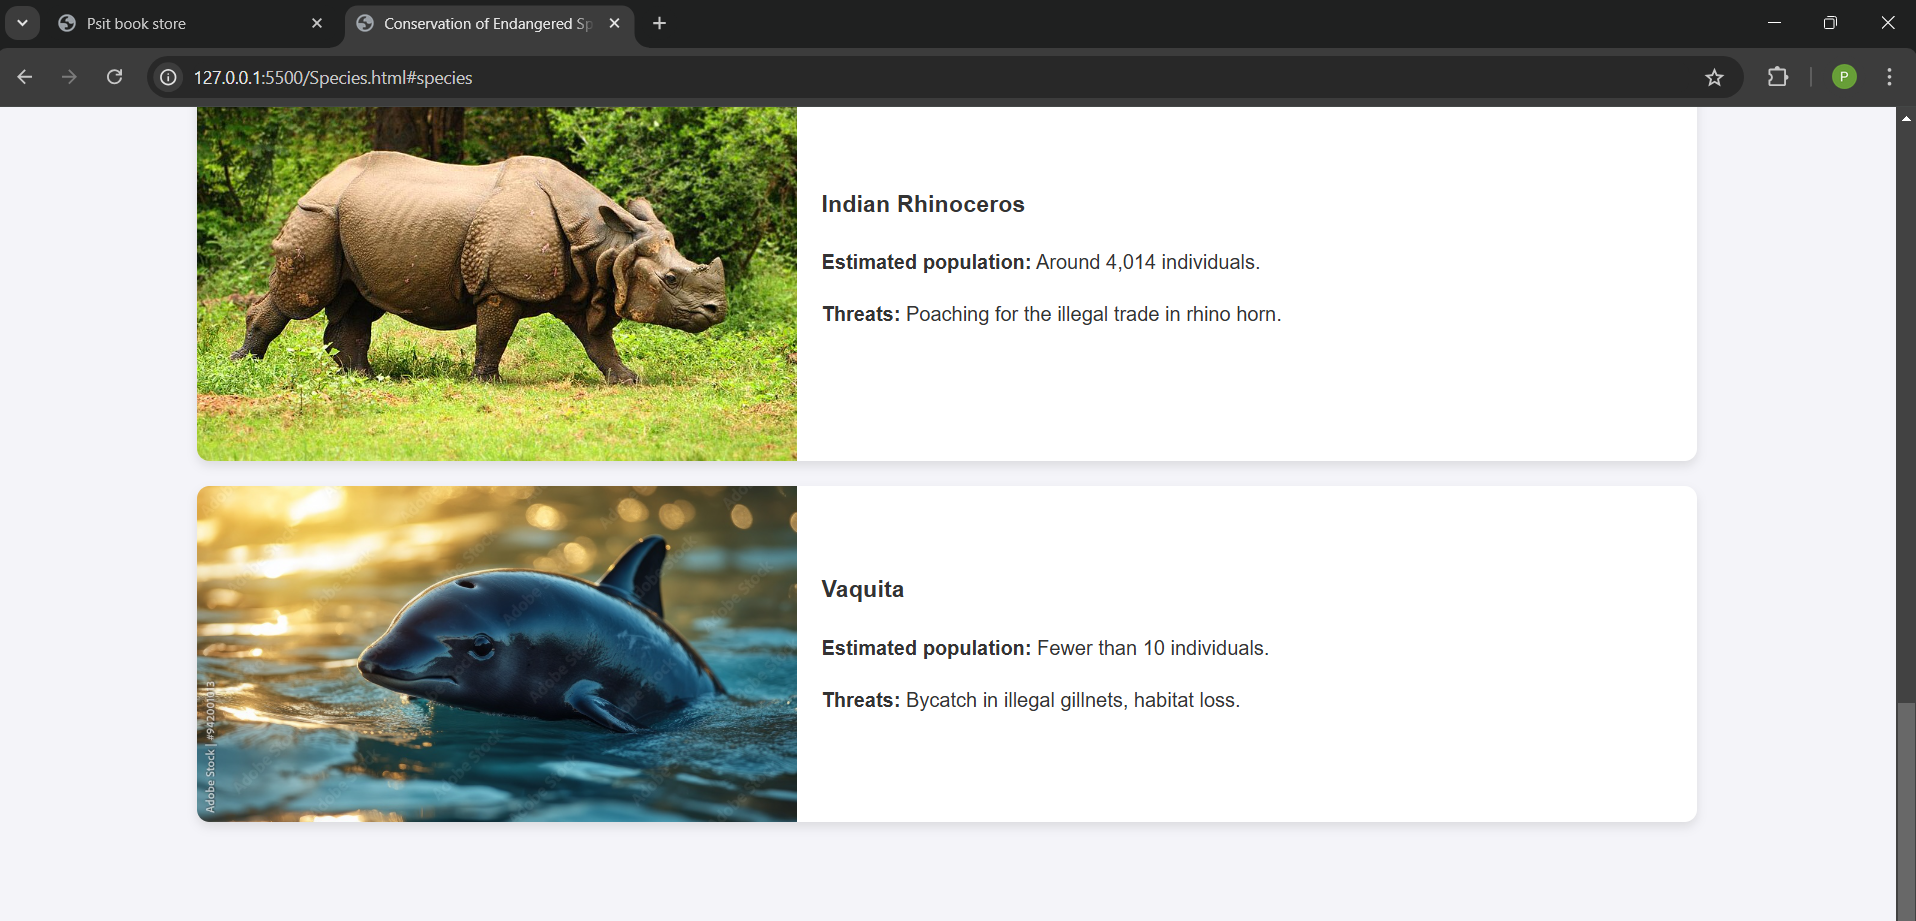 Psit book store
Conservation of Endangered Sp
127.0.0.1:5500/Species.html#species
P
Indian Rhinoceros
Estimated population: Around 4,014 individuals.
Threats: Poaching for the illegal trade in rhino horn.
Vaquita
Estimated population: Fewer than 10 individuals.
Threats: Bycatch in illegal gillnets, habitat loss.
Adobe Stock | #942001013